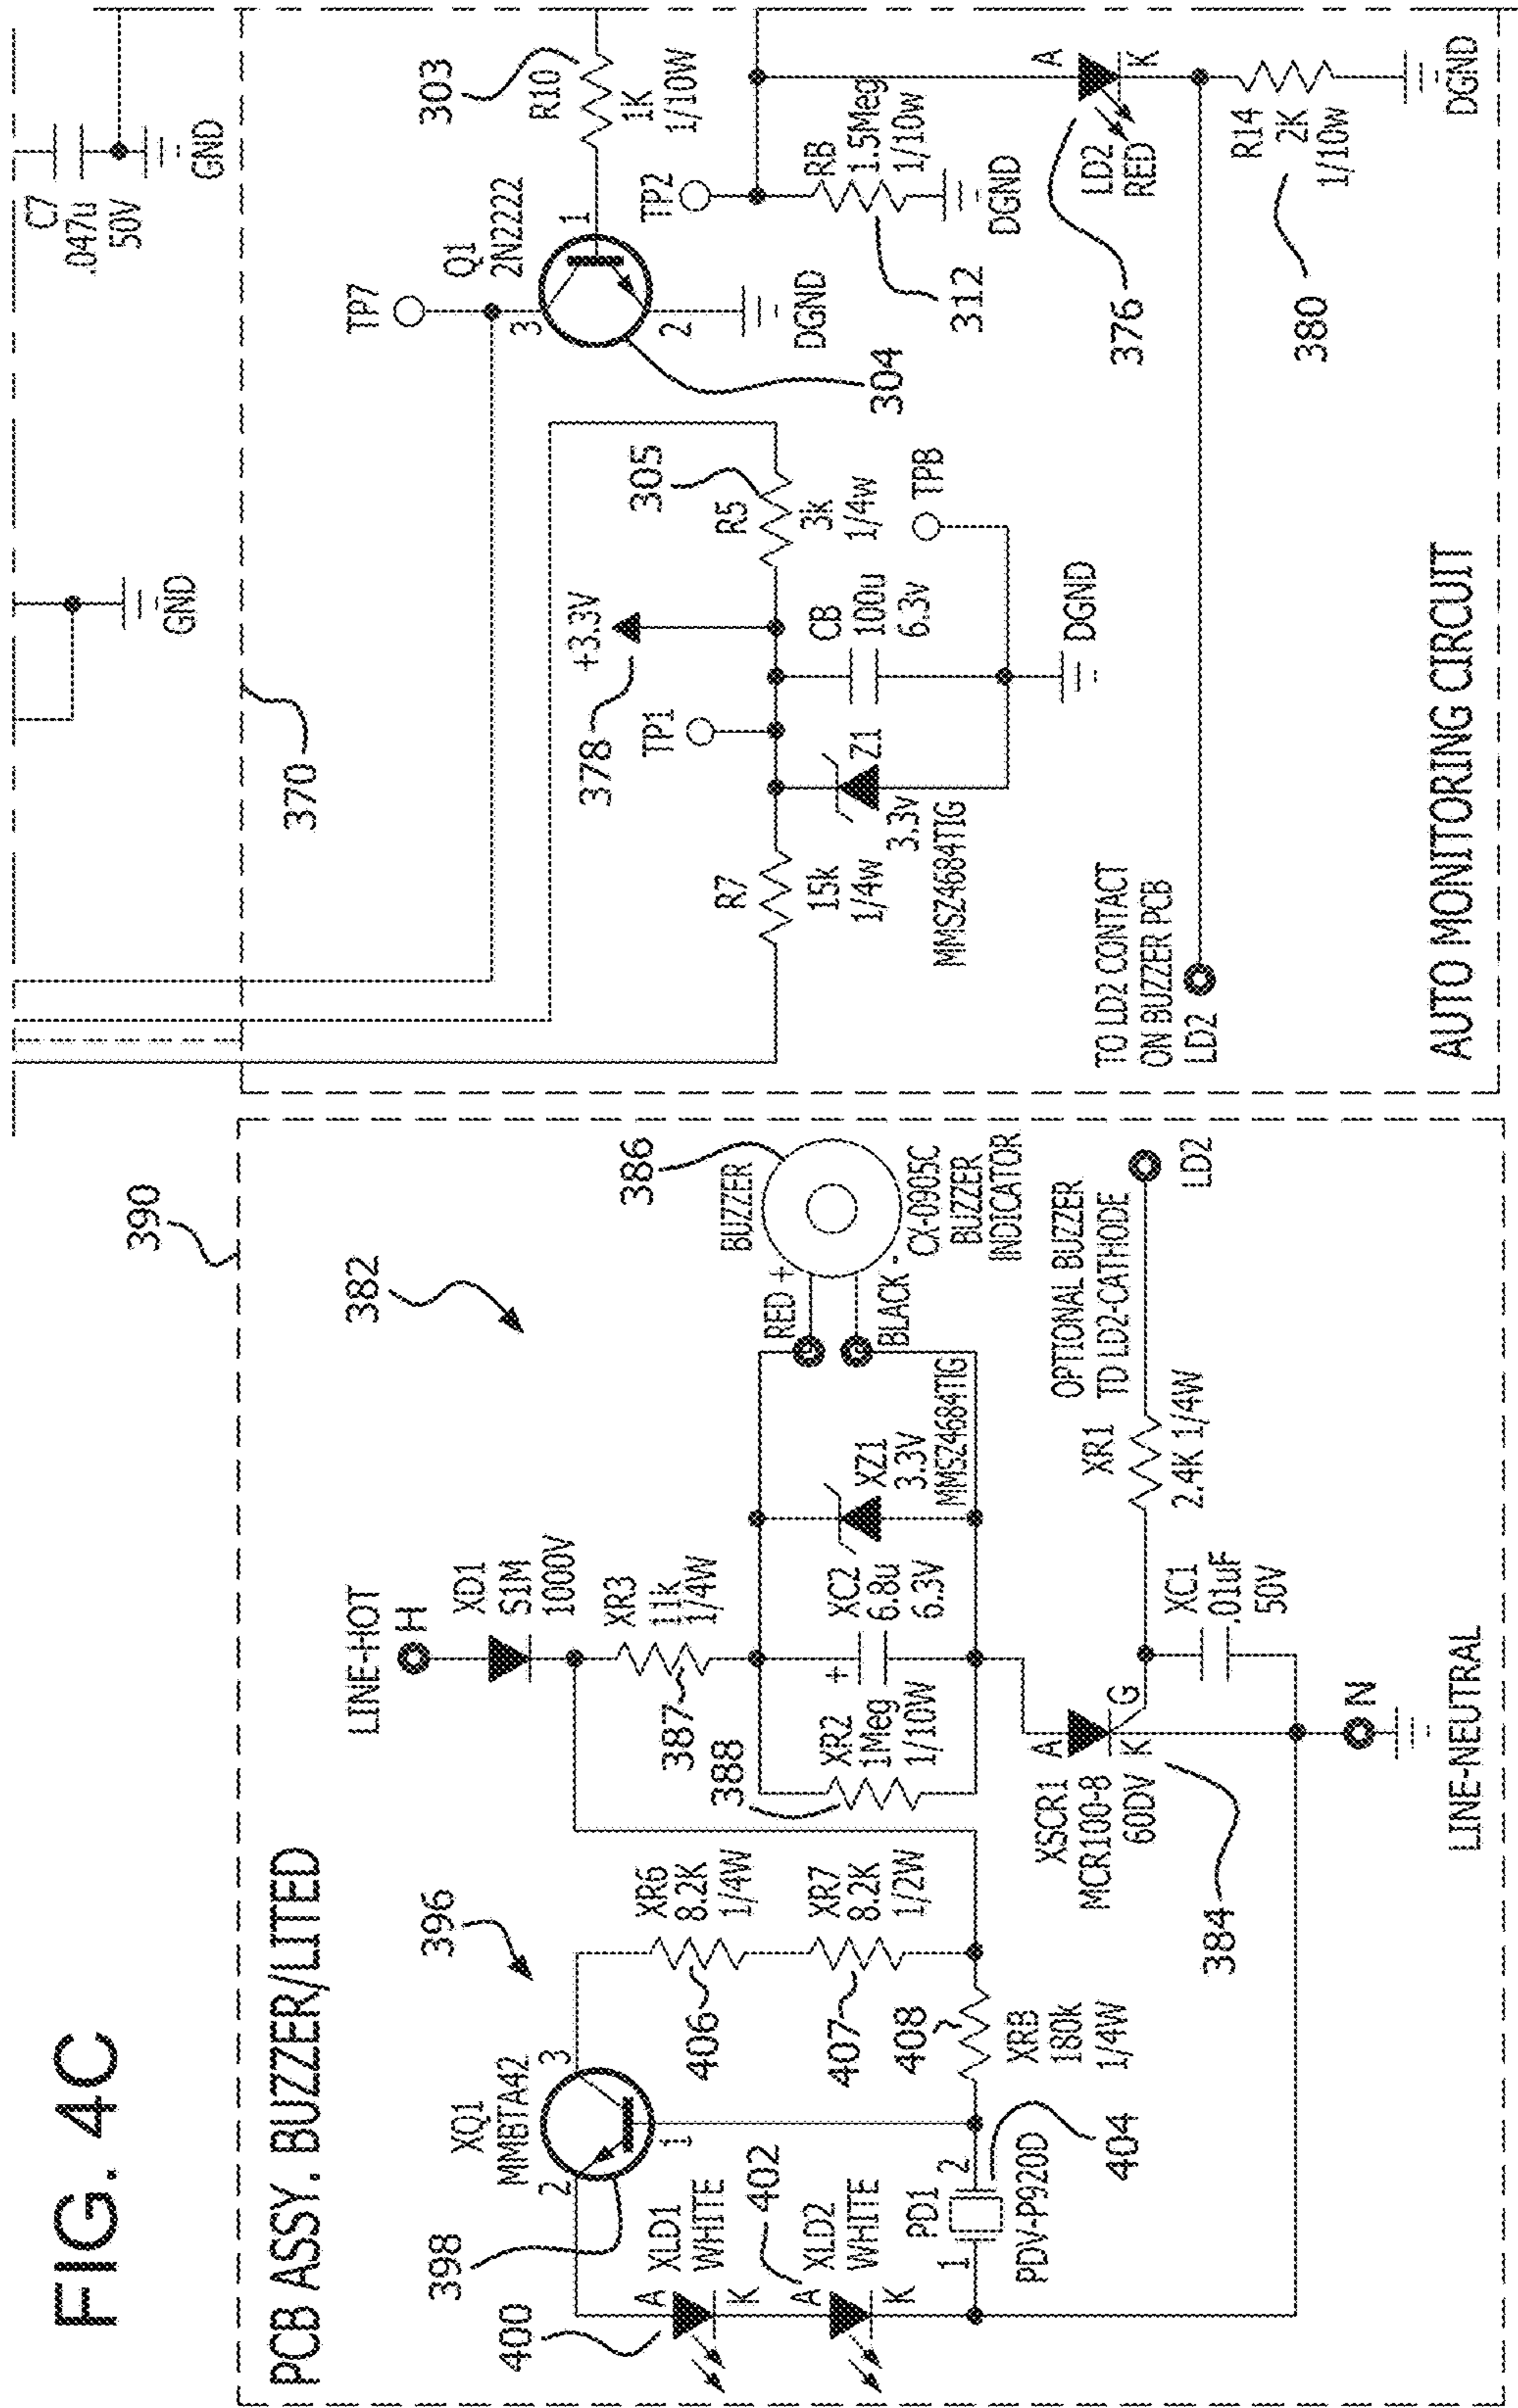 FIG. 4C
390
PCB ASSY. BUZZER/LITED
LINE-HOT
H
XD1
S1M
1000V
382
396
XQ1
MMBTA42
2
3
1
398
XR6
8.2K
1/4W
406
XR7
8.2K
1/2W
407
408
XRB
180k
1/4W
XR3
11k
1/4W
387
388
XR2
1Meg
1/10W
+
XC2
6.8u
6.3V
XZ1
3.3V
MMSZ4684TIG
386
BUZZER
RED +
BLACK -
CX-0905C
BUZZER
INDICATOR
400
A
XLD1
WHITE
K
402
A
XLD2
WHITE
K
PD1
1
2
PDV-P920D
404
XSCR1
MCR100-8
60DV
A
K
G
384
XC1
.01uF
50V
XR1
2.4K 1/4W
OPTIONAL BUZZER
TD LD2-CATHODE
LD2
N
LINE-NEUTRAL
C7
.047u
50V
GND
GND
370
TP7
Q1
2N2222
3
1
2
DGND
304
303
R10
1K
1/10W
305
R5
3k
1/4w
+3.3V
378
TP1
R7
15k
1/4w
Z1
3.3v
MMSZ4684TIG
CB
100u
6.3v
TPB
DGND
TP2
RB
1.5Meg
1/10w
DGND
312
A
K
LD2
RED
376
R14
2K
1/10w
380
DGND
TO LD2 CONTACT
ON BUZZER PCB
LD2
AUTO MONITORING CIRCUIT